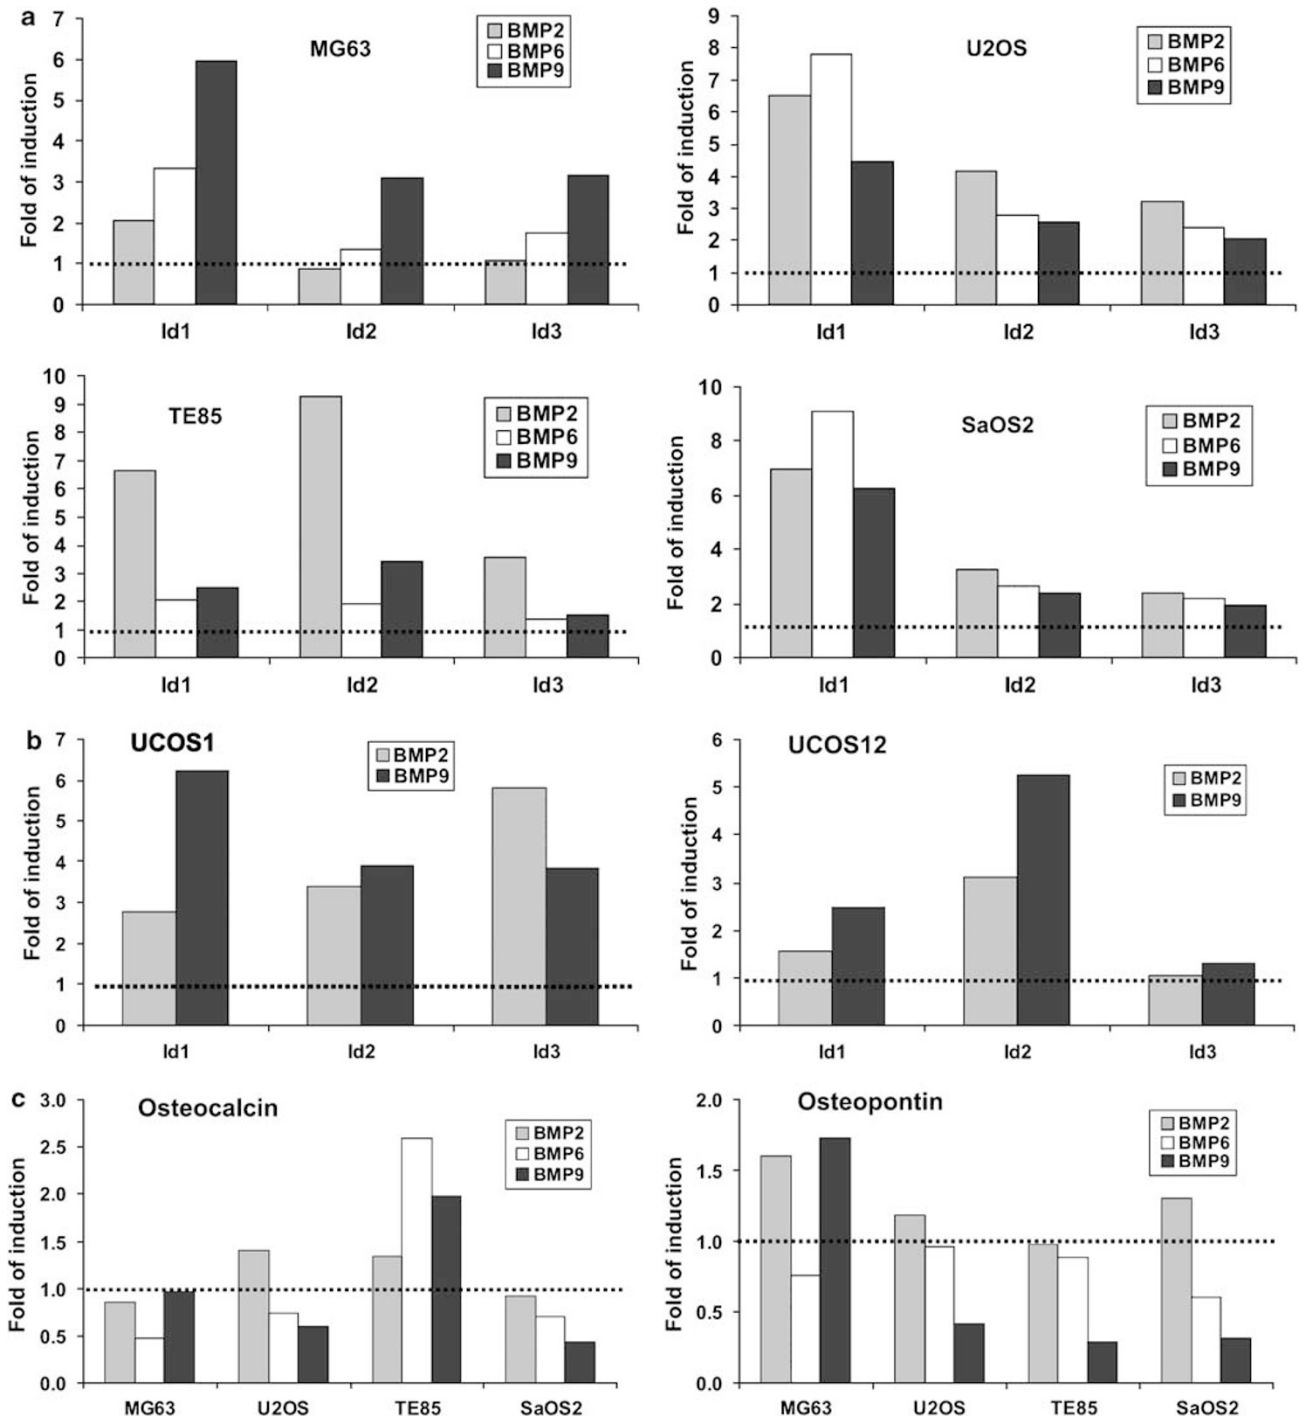 a
MG63
BMP2
BMP6
BMP9
Fold of induction
7
6
5
4
3
2
1
0
Id1 Id2 Id3
U2OS
BMP2
BMP6
BMP9
Fold of induction
9
8
7
6
5
4
3
2
1
0
Id1 Id2 Id3
TE85
BMP2
BMP6
BMP9
Fold of induction
10
9
8
7
6
5
4
3
2
1
0
Id1 Id2 Id3
SaOS2
BMP2
BMP6
BMP9
Fold of induction
10
8
6
4
2
0
Id1 Id2 Id3
b
UCOS1
BMP2
BMP9
Fold of induction
7
6
5
4
3
2
1
0
Id1 Id2 Id3
UCOS12
BMP2
BMP9
Fold of induction
6
5
4
3
2
1
0
Id1 Id2 Id3
c
Osteocalcin
BMP2
BMP6
BMP9
Fold of induction
3.0
2.5
2.0
1.5
1.0
0.5
0.0
MG63 U2OS TE85 SaOS2
Osteopontin
BMP2
BMP6
BMP9
Fold of induction
2.0
1.5
1.0
0.5
0.0
MG63 U2OS TE85 SaOS2